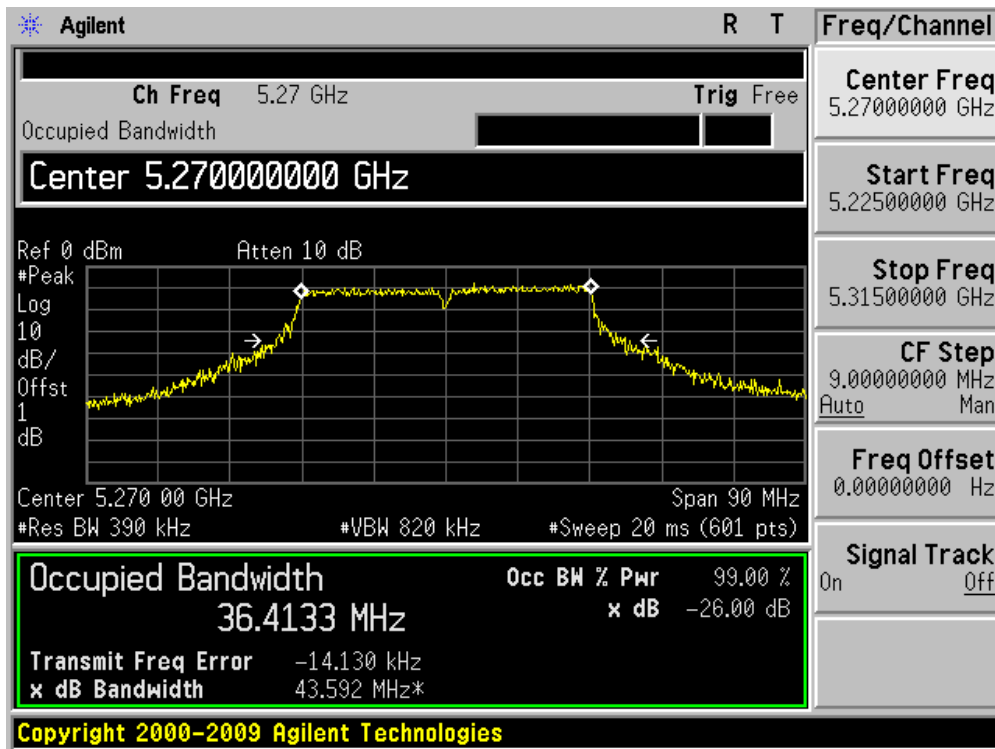 Agilent R T
Ch Freq 5.27 GHz Trig Free
Occupied Bandwidth
Center 5.270000000 GHz
Ref 0 dBm Atten 10 dB
#Peak
Log
10
dB/
Offst
1
dB
Center 5.270 00 GHz Span 90 MHz
#Res BW 390 kHz #VBW 820 kHz #Sweep 20 ms (601 pts)
Occupied Bandwidth Occ BW % Pwr 99.00 %
36.4133 MHz x dB -26.00 dB
Transmit Freq Error -14.130 kHz
x dB Bandwidth 43.592 MHz*
Copyright 2000-2009 Agilent Technologies
Freq/Channel
Center Freq
5.27000000 GHz
Start Freq
5.22500000 GHz
Stop Freq
5.31500000 GHz
CF Step
9.00000000 MHz
Auto Man
Freq Offset
0.00000000 Hz
Signal Track
On Off